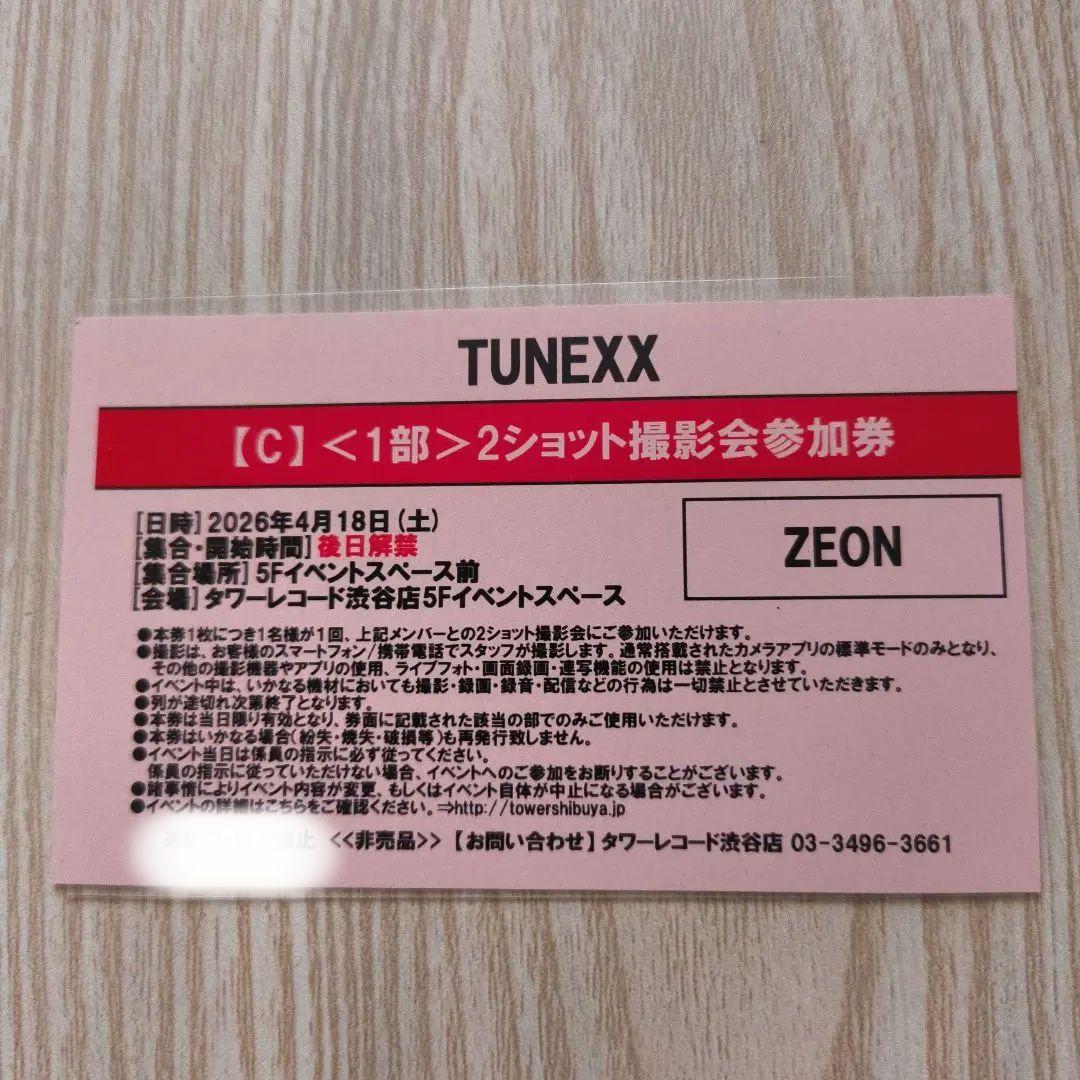 TUNEXX
【C】＜1部＞2ショット撮影会参加券
[日時] 2026年4月18日(土)
[集合・開始時間] 後日解禁
[集合場所] 5Fイベントスペース前
[会場] タワーレコード渋谷店5Fイベントスペース
ZEON
●本券1枚につき1名様が1回、上記メンバーとの2ショット撮影会にご参加いただけます。
●撮影は、お客様のスマートフォン/携帯電話でスタッフが撮影します。通常搭載されたカメラアプリの標準モードのみとなり、
その他の撮影機器やアプリの使用、ライブフォト・画面録画・連写機能の使用は禁止となります。
●イベント中は、いかなる機材においても撮影・録画・録音・配信などの行為は一切禁止とさせていただきます。
●列が途切れ次第終了となります。
●本券は当日限り有効となり、券面に記載された該当の部でのみご使用いただけます。
●本券はいかなる場合(紛失・焼失・破損等)も再発行致しません。
●イベント当日は係員の指示に必ず従ってください。
係員の指示に従っていただけない場合、イベントへのご参加をお断りすることがございます。
●諸事情によりイベント内容が変更、もしくはイベント自体が中止になる場合がございます。
●イベントの詳細はこちらをご確認ください。⇒http://towershibuya.jp
止 <<非売品>> 【お問い合わせ】タワーレコード渋谷店 03-3496-3661